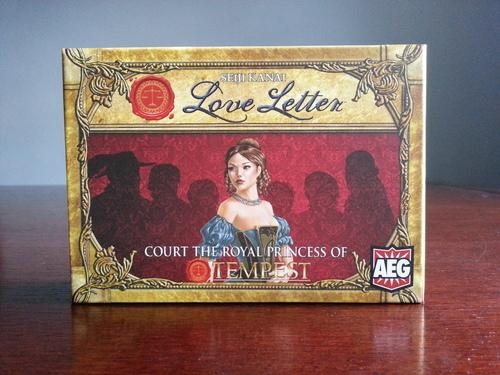 SEIJI KANAI
Love Letter
COURT THE ROYAL PRINCESS OF
TEMPEST
AEG